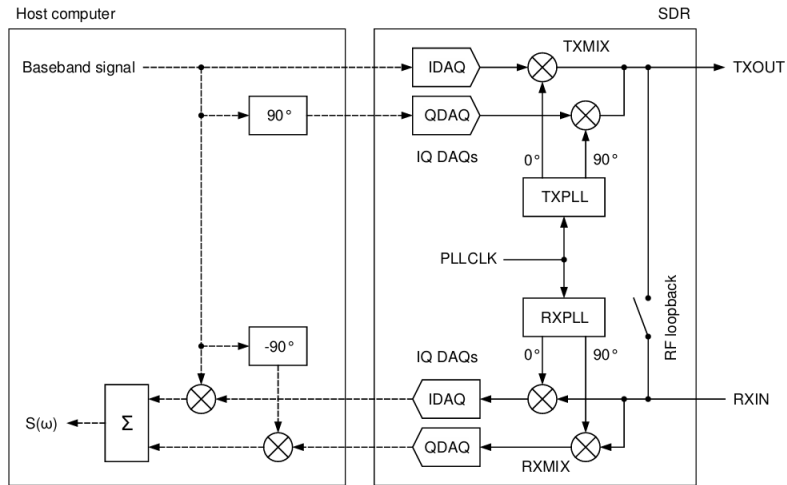 Host computer
SDR
Baseband signal
IDAQ
TXMIX
TXOUT
90°
QDAQ
IQ DAQs
0°
90°
TXPLL
PLLCLK
RXPLL
RF loopback
-90°
IQ DAQs
0°
90°
S(ω)
Σ
IDAQ
RXIN
QDAQ
RXMIX